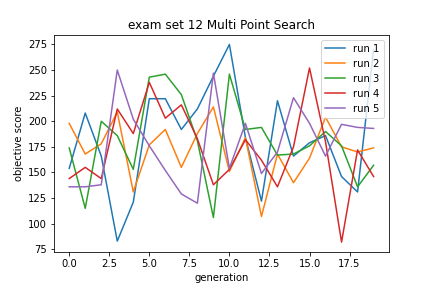 exam set 12 Multi Point Search
objective score
275
250
225
200
175
150
125
100
75
run 1
run 2
run 3
run 4
run 5
0.0
2.5
5.0
7.5
10.0
12.5
15.0
17.5
generation